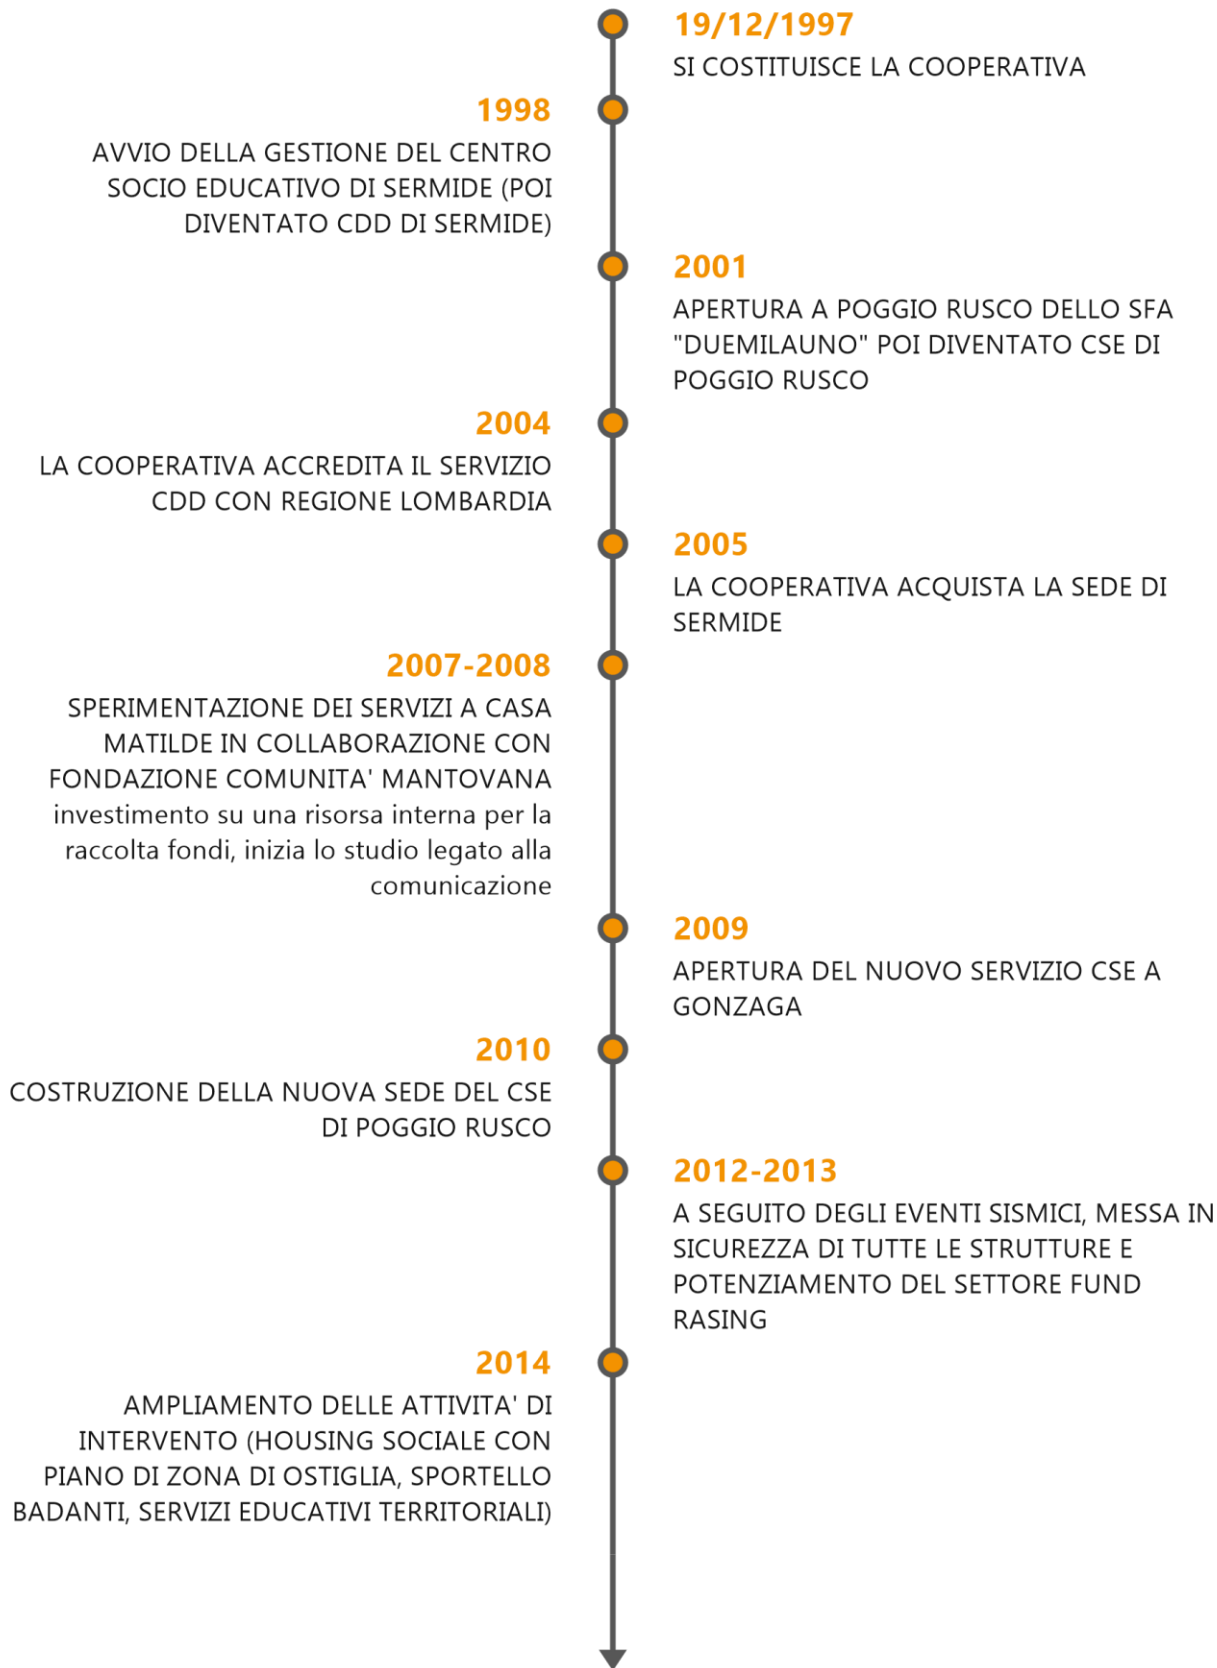 19/12/1997
SI COSTITUISCE LA COOPERATIVA
1998
AVVIO DELLA GESTIONE DEL CENTRO
SOCIO EDUCATIVO DI SERMIDE (POI
DIVENTATO CDD DI SERMIDE)
2001
APERTURA A POGGIO RUSCO DELLO SFA
"DUEMILAUNO" POI DIVENTATO CSE DI
POGGIO RUSCO
2004
LA COOPERATIVA ACCREDITA IL SERVIZIO
CDD CON REGIONE LOMBARDIA
2005
LA COOPERATIVA ACQUISTA LA SEDE DI
SERMIDE
2007-2008
SPERIMENTAZIONE DEI SERVIZI A CASA
MATILDE IN COLLABORAZIONE CON
FONDAZIONE COMUNITA' MANTOVANA
investimento su una risorsa interna per la
raccolta fondi, inizia lo studio legato alla
comunicazione
2009
APERTURA DEL NUOVO SERVIZIO CSE A
GONZAGA
2010
COSTRUZIONE DELLA NUOVA SEDE DEL CSE
DI POGGIO RUSCO
2012-2013
A SEGUITO DEGLI EVENTI SISMICI, MESSA IN
SICUREZZA DI TUTTE LE STRUTTURE E
POTENZIAMENTO DEL SETTORE FUND
RASING
2014
AMPLIAMENTO DELLE ATTIVITA' DI
INTERVENTO (HOUSING SOCIALE CON
PIANO DI ZONA DI OSTIGLIA, SPORTELLO
BADANTI, SERVIZI EDUCATIVI TERRITORIALI)